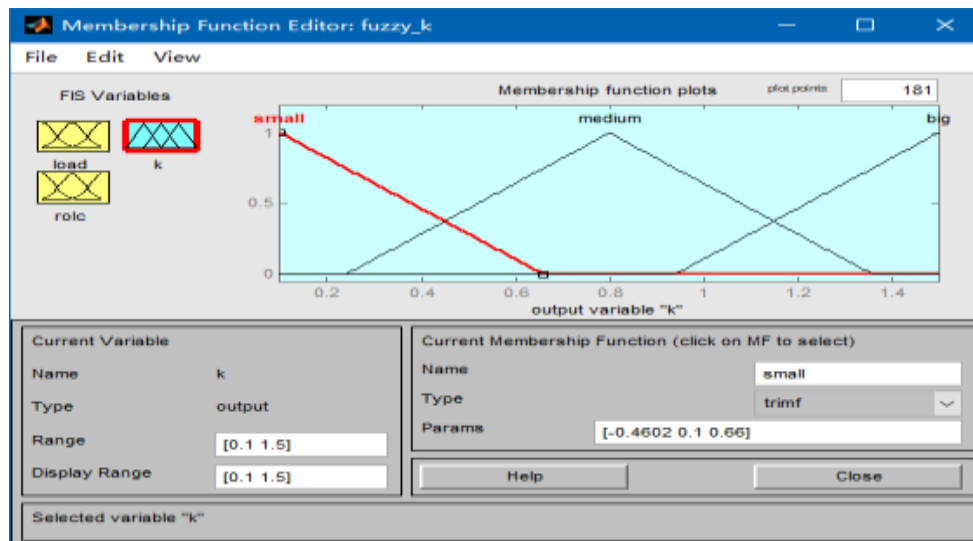 Membership Function Editor: fuzzy_k
File Edit View
FIS Variables
Membership function plots
plot points:
181
load
k
rolc
small
medium
big
1
0.5
0
0.2 0.4 0.6 0.8 1 1.2 1.4
output variable "k"
Current Variable
Name k
Type output
Range [0.1 1.5]
Display Range [0.1 1.5]
Current Membership Function (click on MF to select)
Name small
Type trimf
Params [-0.4602 0.1 0.66]
Help
Close
Selected variable "k"